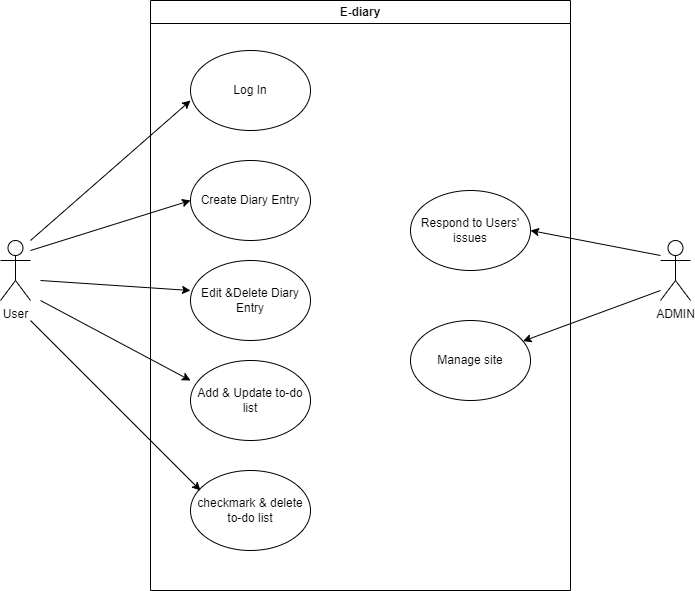 E-diary
Log In
Create Diary Entry
Edit &Delete Diary
Entry
Add & Update to-do
list
checkmark & delete
to-do list
Respond to Users'
issues
Manage site
User
ADMIN